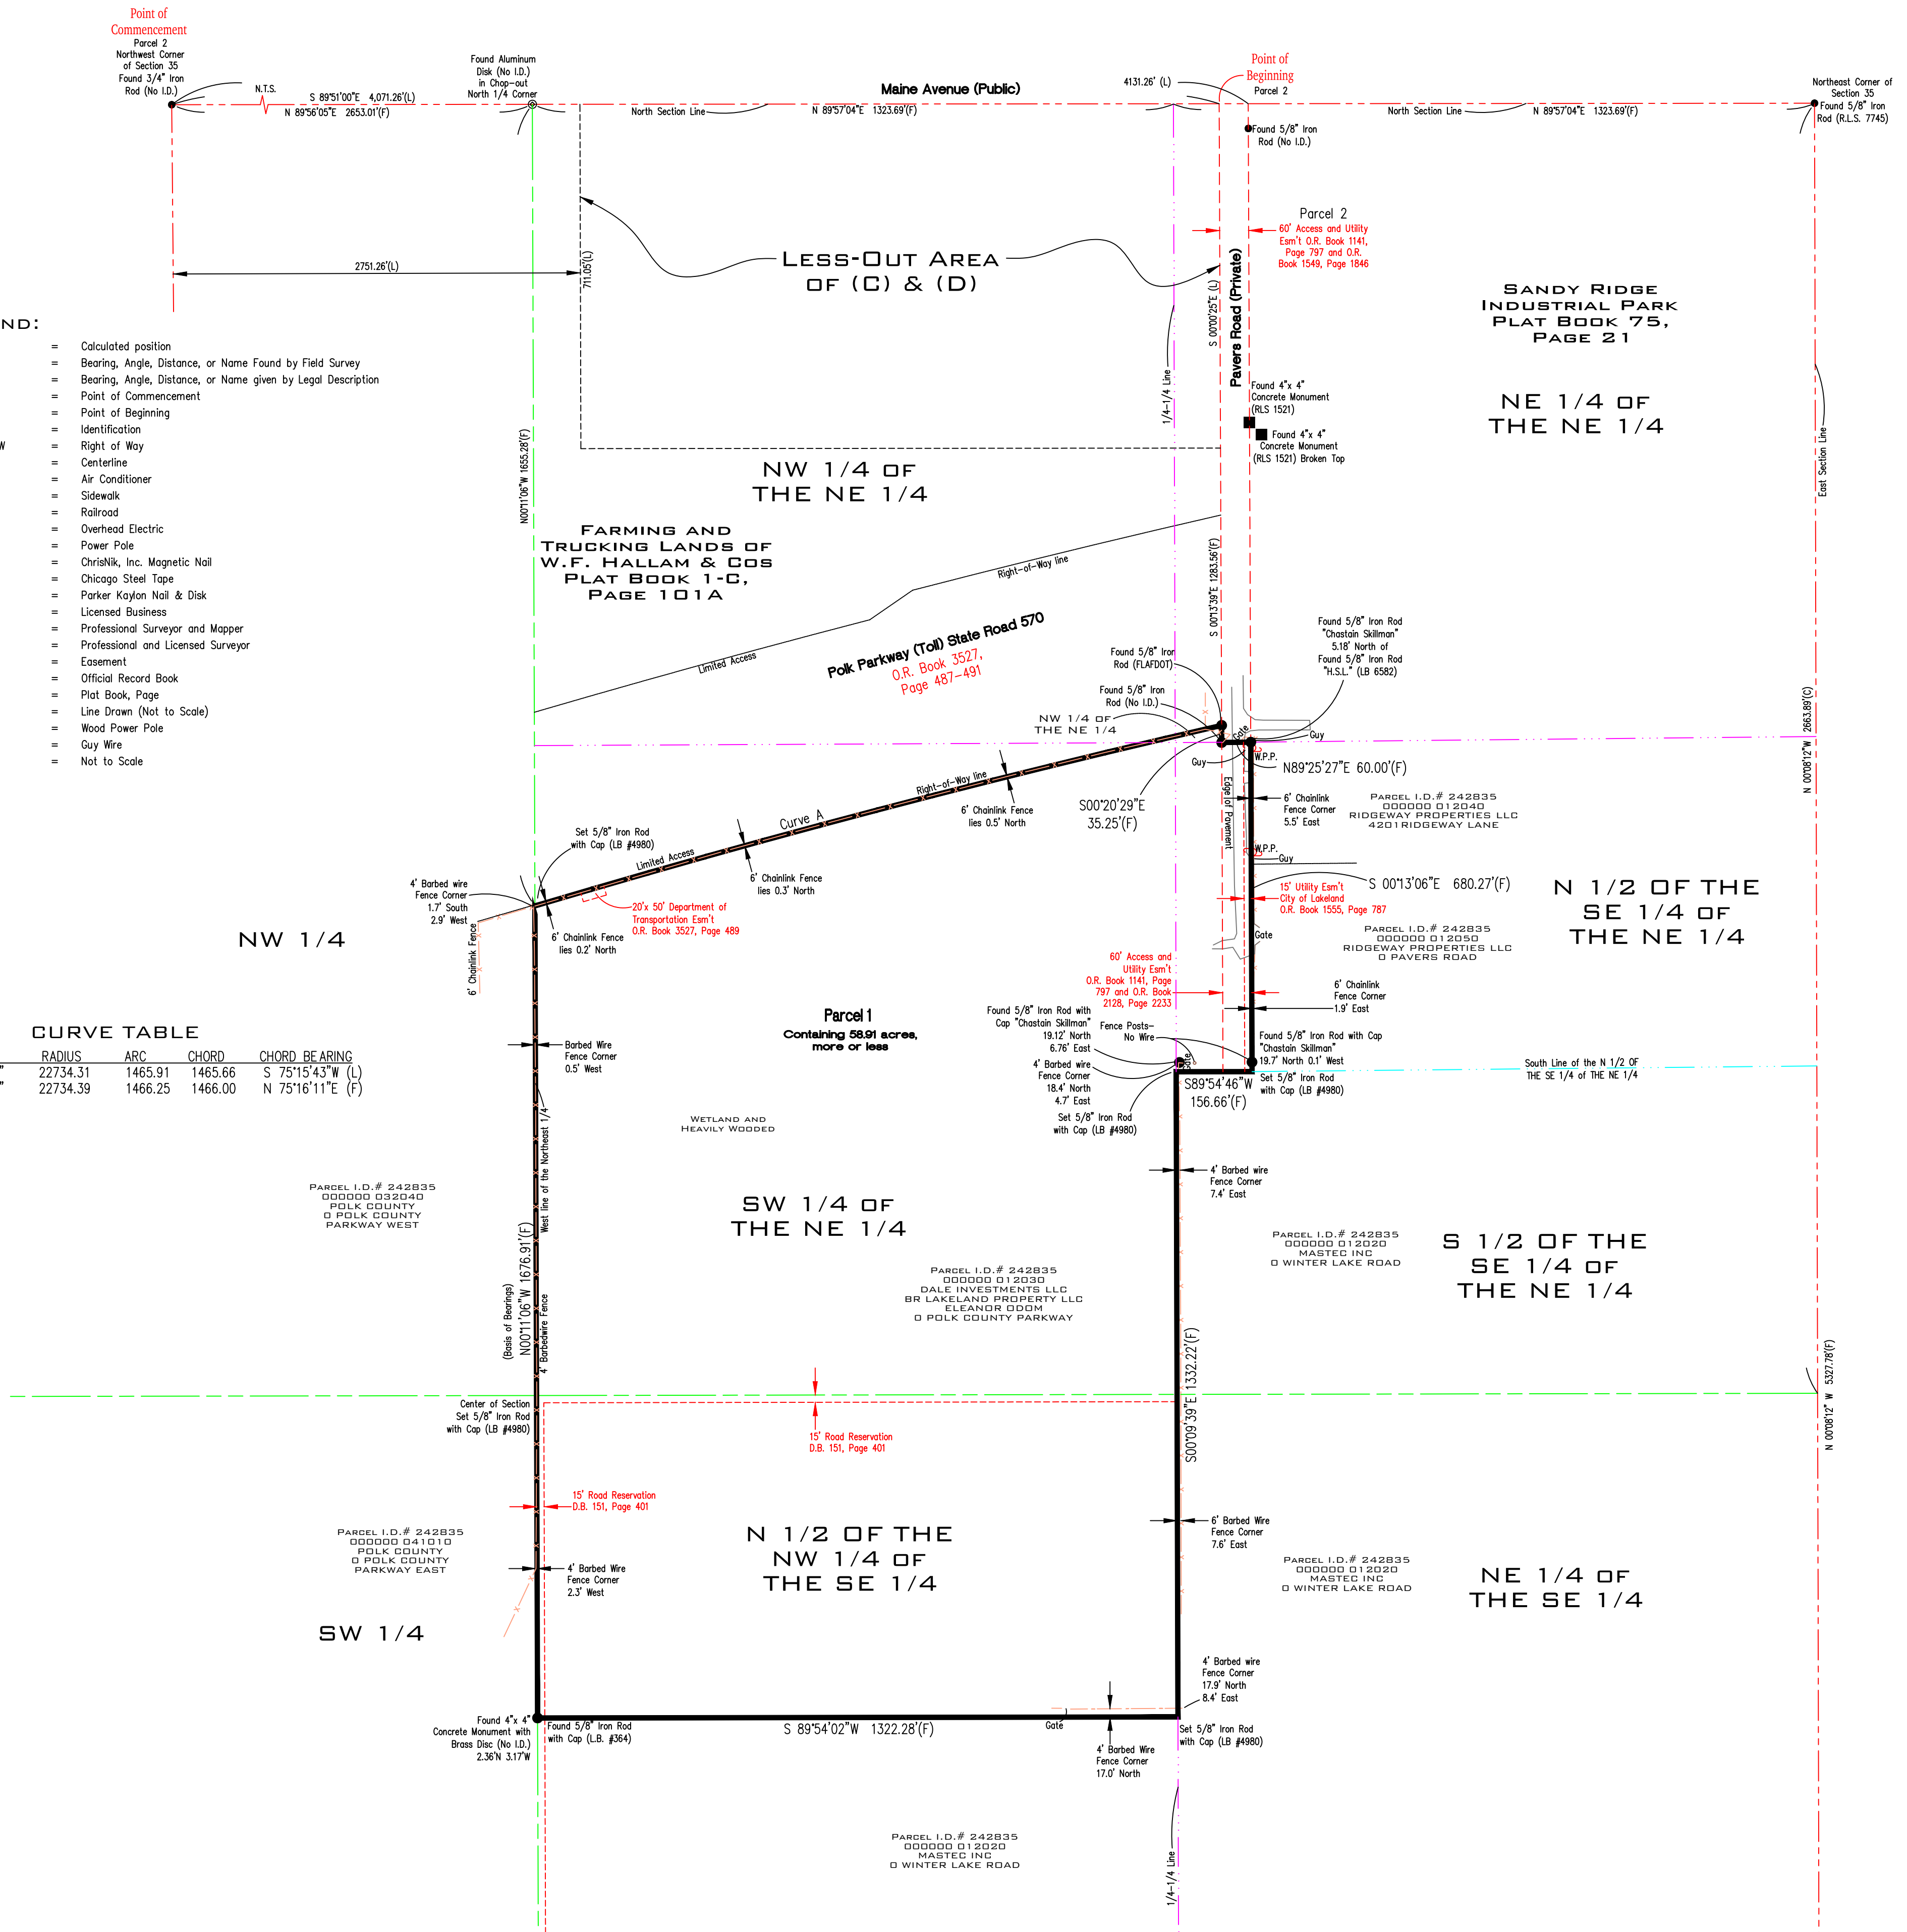 Point of
Commencement
Parcel 2
Northwest Corner
of Section 35
Found 3/4" Iron
Rod (No I.D.)
N.T.S.
S 89°51'00"E 4,071.26'(L)
N 89°56'05"E 2653.01'(F)
Found Aluminum
Disk (No I.D.)
in Chop-out
North 1/4 Corner
North Section Line
Maine Avenue (Public)
N 89°57'04"E 1323.69'(F)
4131.26' (L)
Point of
Beginning
Parcel 2
Found 5/8" Iron
Rod (No I.D.)
North Section Line
N 89°57'04"E 1323.69'(F)
Northeast Corner of
Section 35
Found 5/8" Iron
Rod (R.L.S. 7745)
2751.26'(L)
711.05'(L)
Less-Out Area
of (C) & (D)
Parcel 2
60' Access and Utility
Esm't O.R. Book 1141,
Page 797 and O.R.
Book 1549, Page 1846
S 00°00'25"E (L)
Pavers Road (Private)
1/4-1/4 Line
Sandy Ridge
Industrial Park
Plat Book 75,
Page 21
NE 1/4 of
THE NE 1/4
East Section Line
Found 4"x 4"
Concrete Monument
(RLS 1521)
Found 4"x 4"
Concrete Monument
(RLS 1521) Broken Top
ND:
= Calculated position
= Bearing, Angle, Distance, or Name Found by Field Survey
= Bearing, Angle, Distance, or Name given by Legal Description
= Point of Commencement
= Point of Beginning
= Identification
W = Right of Way
= Centerline
= Air Conditioner
= Sidewalk
= Railroad
= Overhead Electric
= Power Pole
= ChrisNik, Inc. Magnetic Nail
= Chicago Steel Tape
= Parker Kaylon Nail & Disk
= Licensed Business
= Professional Surveyor and Mapper
= Professional and Licensed Surveyor
= Easement
= Official Record Book
= Plat Book, Page
= Line Drawn (Not to Scale)
= Wood Power Pole
= Guy Wire
= Not to Scale
N00°11'06"W 1655.28'(F)
NW 1/4 of
THE NE 1/4
Farming and
Trucking Lands of
W.F. Hallam & Cos
Plat Book 1-C,
Page 101A
Right-of-Way line
Limited Access
Polk Parkway (Toll) State Road 570
O.R. Book 3527,
Page 487-491
S 00°13'39"E 1283.56'(F)
Found 5/8" Iron
Rod (FLAFDOT)
Found 5/8" Iron
Rod (No I.D.)
NW 1/4 of
THE NE 1/4
Found 5/8" Iron Rod
"Chastain Skillman"
5.18' North of
Found 5/8" Iron Rod
"H.S.L." (LB 6582)
Gate
Guy
W.P.P.
Guy
N89°25'27"E 60.00'(F)
N 00°08'12"W 2663.89'(C)
S00°20'29"E
35.25'(F)
Edge of Pavement
6' Chainlink
Fence Corner
5.5' East
Parcel I.D.# 242835
000000 012040
RIDGEWAY PROPERTIES LLC
4201RIDGEWAY LANE
W.P.P.
Guy
S 00°13'06"E 680.27'(F)
15' Utility Esm't
City of Lakeland
O.R. Book 1555, Page 787
Gate
Parcel I.D.# 242835
000000 012050
RIDGEWAY PROPERTIES LLC
0 PAVERS ROAD
N 1/2 OF THE
SE 1/4 of
THE NE 1/4
Right-of-Way line
Curve A
Limited Access
6' Chainlink Fence
lies 0.5' North
6' Chainlink Fence
lies 0.3' North
Set 5/8" Iron Rod
with Cap (LB #4980)
4' Barbed wire
Fence Corner
1.7' South
2.9' West
6' Chainlink Fence
6' Chainlink Fence
lies 0.2' North
20'x 50' Department of
Transportation Esm't
O.R. Book 3527, Page 489
NW 1/4
60' Access and
Utility Esm't
O.R. Book 1141, Page
797 and O.R. Book
2128, Page 2233
6' Chainlink
Fence Corner
1.9' East
CURVE TABLE
RADIUS ARC CHORD CHORD BEARING
" 22734.31 1465.91 1465.66 S 75°15'43"W (L)
" 22734.39 1466.25 1466.00 N 75°16'11"E (F)
Parcel 1
Containing 58.91 acres,
more or less
Barbed Wire
Fence Corner
0.5' West
Found 5/8" Iron Rod with
Cap "Chastain Skillman"
19.12' North
6.76' East
4' Barbed wire
Fence Corner
18.4' North
4.7' East
Fence Posts-
No Wire
Gate
Found 5/8" Iron Rod with Cap
"Chastain Skillman"
19.7' North 0.1' West
Set 5/8" Iron Rod
with Cap (LB #4980)
S89°54'46"W
156.66'(F)
Set 5/8" Iron Rod
with Cap (LB #4980)
South Line of the N 1/2 OF
THE SE 1/4 of THE NE 1/4
Wetland and
Heavily Wooded
West line of the Northeast 1/4
4' Barbed wire
Fence Corner
7.4' East
Parcel I.D.# 242835
000000 032040
POLK COUNTY
0 POLK COUNTY
PARKWAY WEST
SW 1/4 of
THE NE 1/4
(Basis of Bearings)
N00°11'06"W 1676.91'(F)
4' Barbedwire Fence
Parcel I.D.# 242835
000000 012030
DALE INVESTMENTS LLC
BR LAKELAND PROPERTY LLC
ELEANOR ODOM
0 POLK COUNTY PARKWAY
Parcel I.D.# 242835
000000 012020
MASTEC INC
0 WINTER LAKE ROAD
S 1/2 OF THE
SE 1/4 of
THE NE 1/4
S00°09'39"E 1332.22'(F)
N 00°08'12" W 5327.78'(F)
Center of Section
Set 5/8" Iron Rod
with Cap (LB #4980)
15' Road Reservation
D.B. 151, Page 401
15' Road Reservation
D.B. 151, Page 401
Parcel I.D.# 242835
000000 041010
POLK COUNTY
0 POLK COUNTY
PARKWAY EAST
4' Barbed Wire
Fence Corner
2.3' West
N 1/2 OF THE
NW 1/4 of
THE SE 1/4
6' Barbed Wire
Fence Corner
7.6' East
Parcel I.D.# 242835
000000 012020
MASTEC INC
0 WINTER LAKE ROAD
NE 1/4 of
THE SE 1/4
SW 1/4
4' Barbed wire
Fence Corner
17.9' North
8.4' East
Found 4"x 4"
Concrete Monument with
Brass Disc (No I.D.)
2.36'N 3.17'W
Found 5/8" Iron Rod
with Cap (L.B. #364)
S 89°54'02"W 1322.28'(F)
Gate
4' Barbed Wire
Fence Corner
17.0' North
Set 5/8" Iron Rod
with Cap (LB #4980)
Parcel I.D.# 242835
000000 012020
MASTEC INC
0 WINTER LAKE ROAD
1/4-1/4 Line